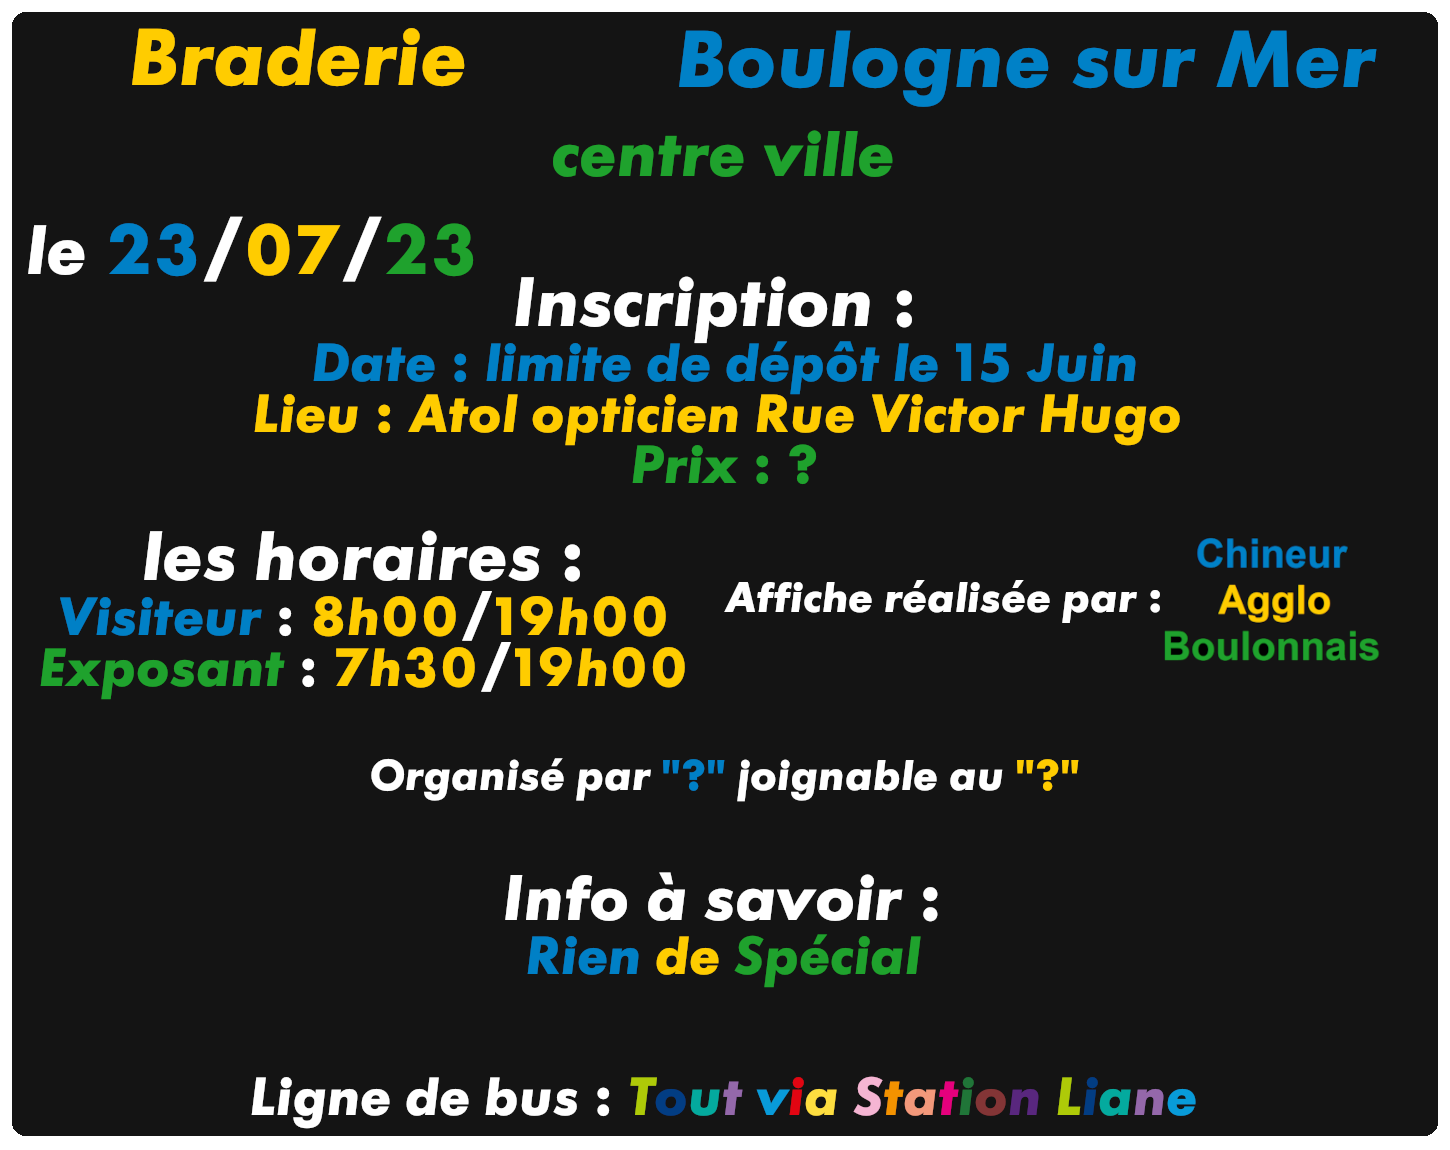 Braderie Boulogne sur Mer
centre ville
le 23/07/23
Inscription :
Date : limite de dépôt le 15 Juin
Lieu : Atol opticien Rue Victor Hugo
Prix : ?
les horaires :
Visiteur : 8h00/19h00
Exposant : 7h30/19h00
Affiche réalisée par :
Chineur
Agglo
Boulonnais
Organisé par "?" joignable au "?"
Info à savoir :
Rien de Spécial
Ligne de bus : Tout via Station Liane